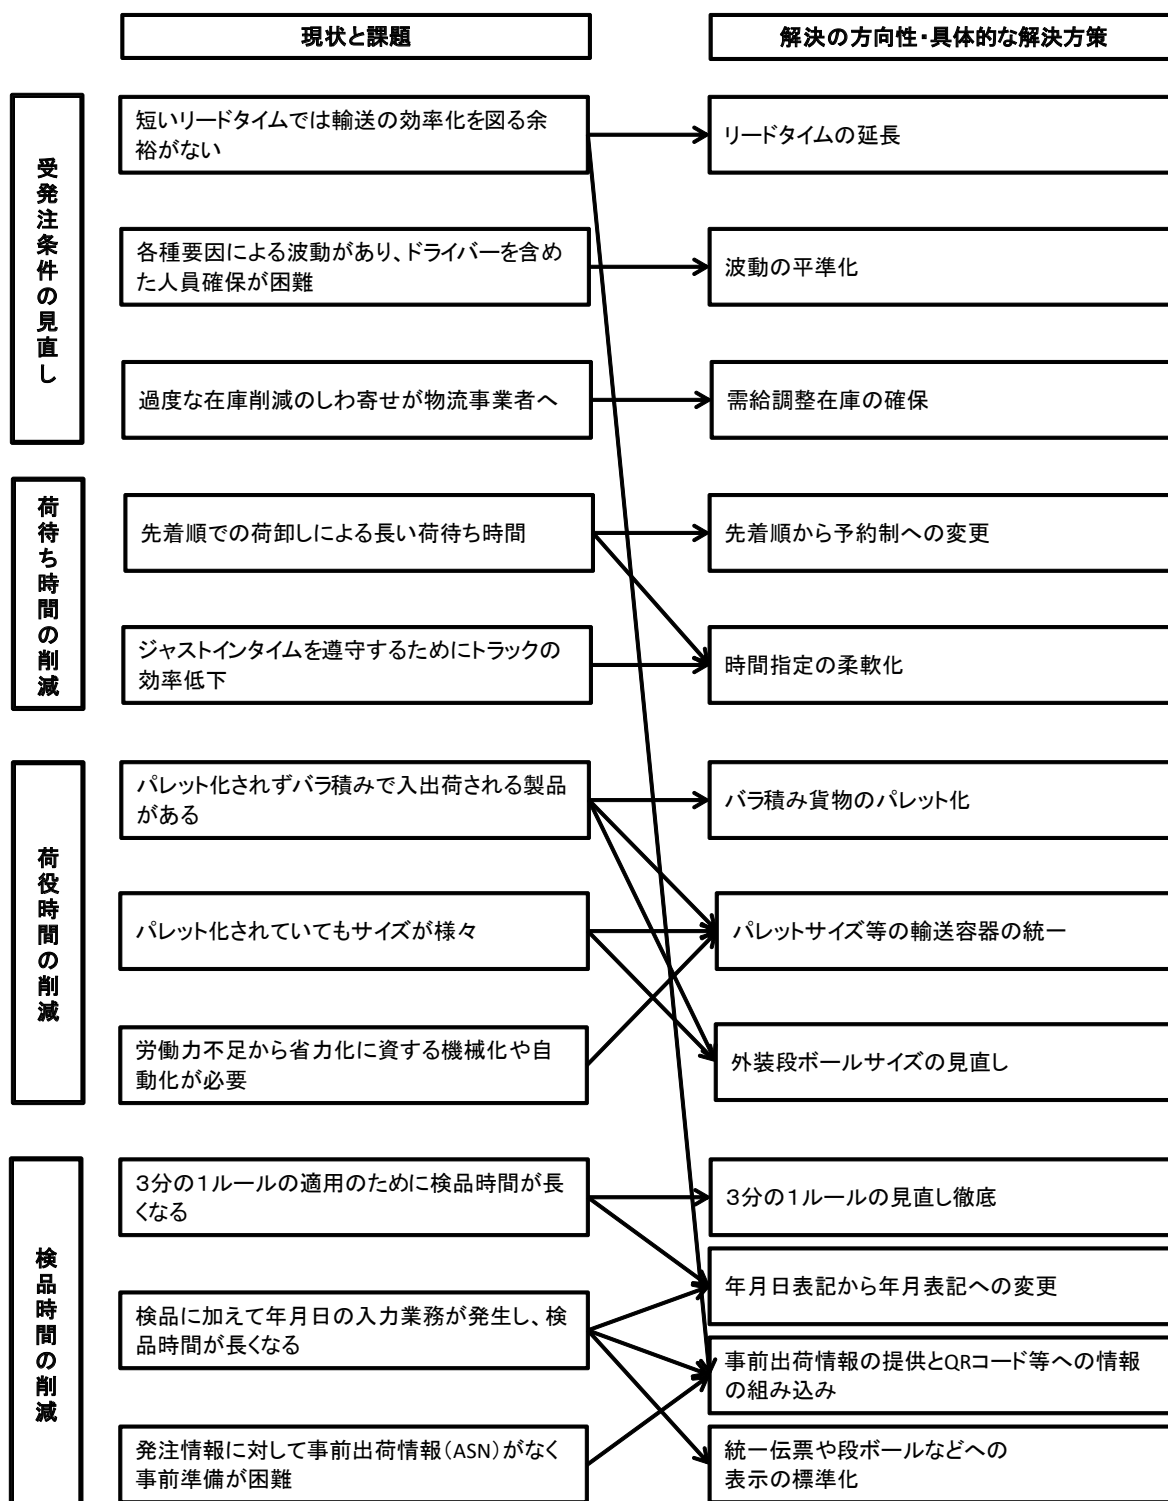 現状と課題
解決の方向性・具体的な解決方策
受発注条件の見直し
短いリードタイムでは輸送の効率化を図る余
裕がない
リードタイムの延長
各種要因による波動があり、ドライバーを含め
た人員確保が困難
波動の平準化
過度な在庫削減のしわ寄せが物流事業者へ
需給調整在庫の確保
荷待ち時間の削減
先着順での荷卸しによる長い荷待ち時間
先着順から予約制への変更
ジャストインタイムを遵守するためにトラックの
効率低下
時間指定の柔軟化
荷役時間の削減
パレット化されずバラ積みで入出荷される製品
がある
バラ積み貨物のパレット化
パレット化されていてもサイズが様々
パレットサイズ等の輸送容器の統一
労働力不足から省力化に資する機械化や自
動化が必要
外装段ボールサイズの見直し
検品時間の削減
３分の１ルールの適用のために検品時間が長
くなる
３分の１ルールの見直し徹底
年月日表記から年月表記への変更
検品に加えて年月日の入力業務が発生し、検
品時間が長くなる
事前出荷情報の提供とQRコード等への情報
の組み込み
発注情報に対して事前出荷情報（ASN）がなく
事前準備が困難
統一伝票や段ボールなどへの
表示の標準化